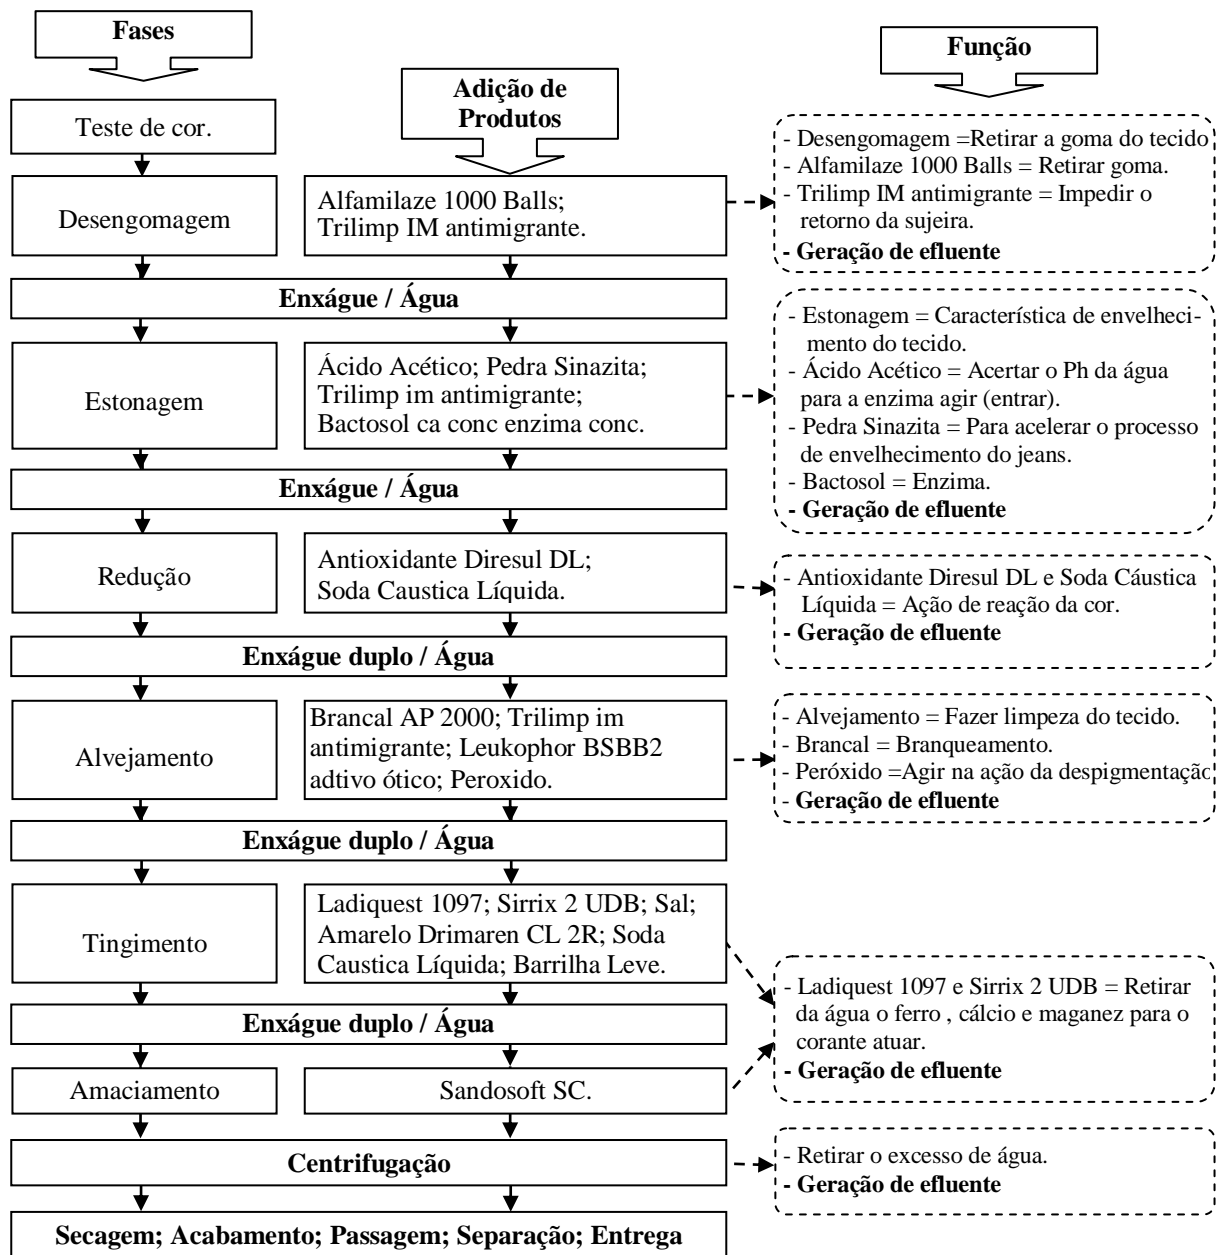 Fases
Adição de
Produtos
Função
Teste de cor.
Desengomagem
Alfamilaze 1000 Balls;
Trilimp IM antimigrante.
- Desengomagem =Retirar a goma do tecido
- Alfamilaze 1000 Balls = Retirar goma.
- Trilimp IM antimigrante = Impedir o
retorno da sujeira.
- Geração de efluente
Enxágue / Água
Estonagem
Ácido Acético; Pedra Sinazita;
Trilimp im antimigrante;
Bactosol ca conc enzima conc.
- Estonagem = Característica de envelheci-
mento do tecido.
- Ácido Acético = Acertar o Ph da água
para a enzima agir (entrar).
- Pedra Sinazita = Para acelerar o processo
de envelhecimento do jeans.
- Bactosol = Enzima.
- Geração de efluente
Enxágue / Água
Redução
Antioxidante Diresul DL;
Soda Caustica Líquida.
- Antioxidante Diresul DL e Soda Cáustica
Líquida = Ação de reação da cor.
- Geração de efluente
Enxágue duplo / Água
Alvejamento
Brancal AP 2000; Trilimp im
antimigrante; Leukophor BSBB2
adtivo ótico; Peroxido.
- Alvejamento = Fazer limpeza do tecido.
- Brancal = Branqueamento.
- Peróxido =Agir na ação da despigmentação
- Geração de efluente
Enxágue duplo / Água
Tingimento
Ladiquest 1097; Sirrix 2 UDB; Sal;
Amarelo Drimaren CL 2R; Soda
Caustica Líquida; Barrilha Leve.
- Ladiquest 1097 e Sirrix 2 UDB = Retirar
da água o ferro , cálcio e maganez para o
corante atuar.
- Geração de efluente
Enxágue duplo / Água
Amaciamento
Sandosoft SC.
Centrifugação
- Retirar o excesso de água.
- Geração de efluente
Secagem; Acabamento; Passagem; Separação; Entrega